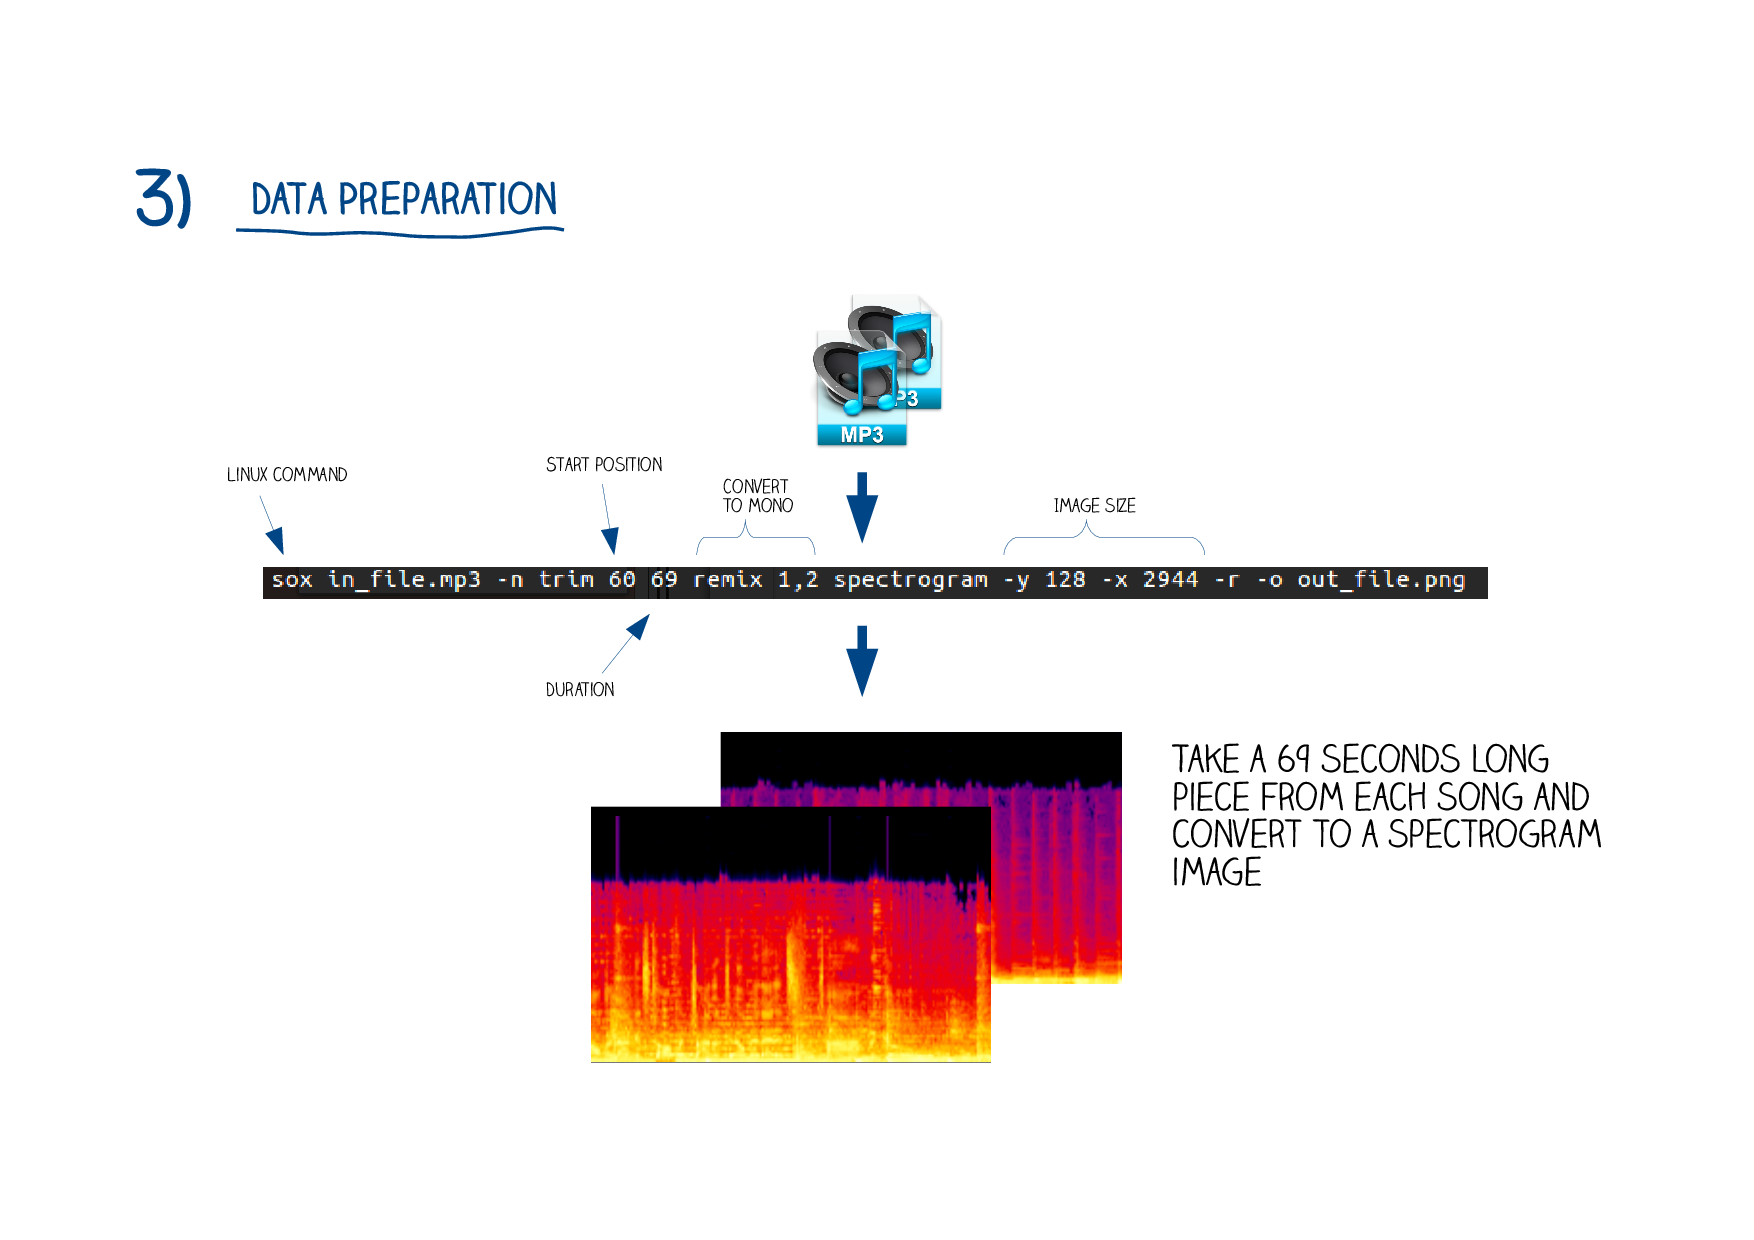 3) DATA PREPARATION
P3
MP3
LINUX COMMAND
START POSITION
CONVERT
TO MONO
IMAGE SIZE
sox in_file.mp3 -n trim 60 69 remix 1,2 spectrogram -y 128 -x 2944 -r -o out_file.png
DURATION
TAKE A 69 SECONDS LONG
PIECE FROM EACH SONG AND
CONVERT TO A SPECTROGRAM
IMAGE